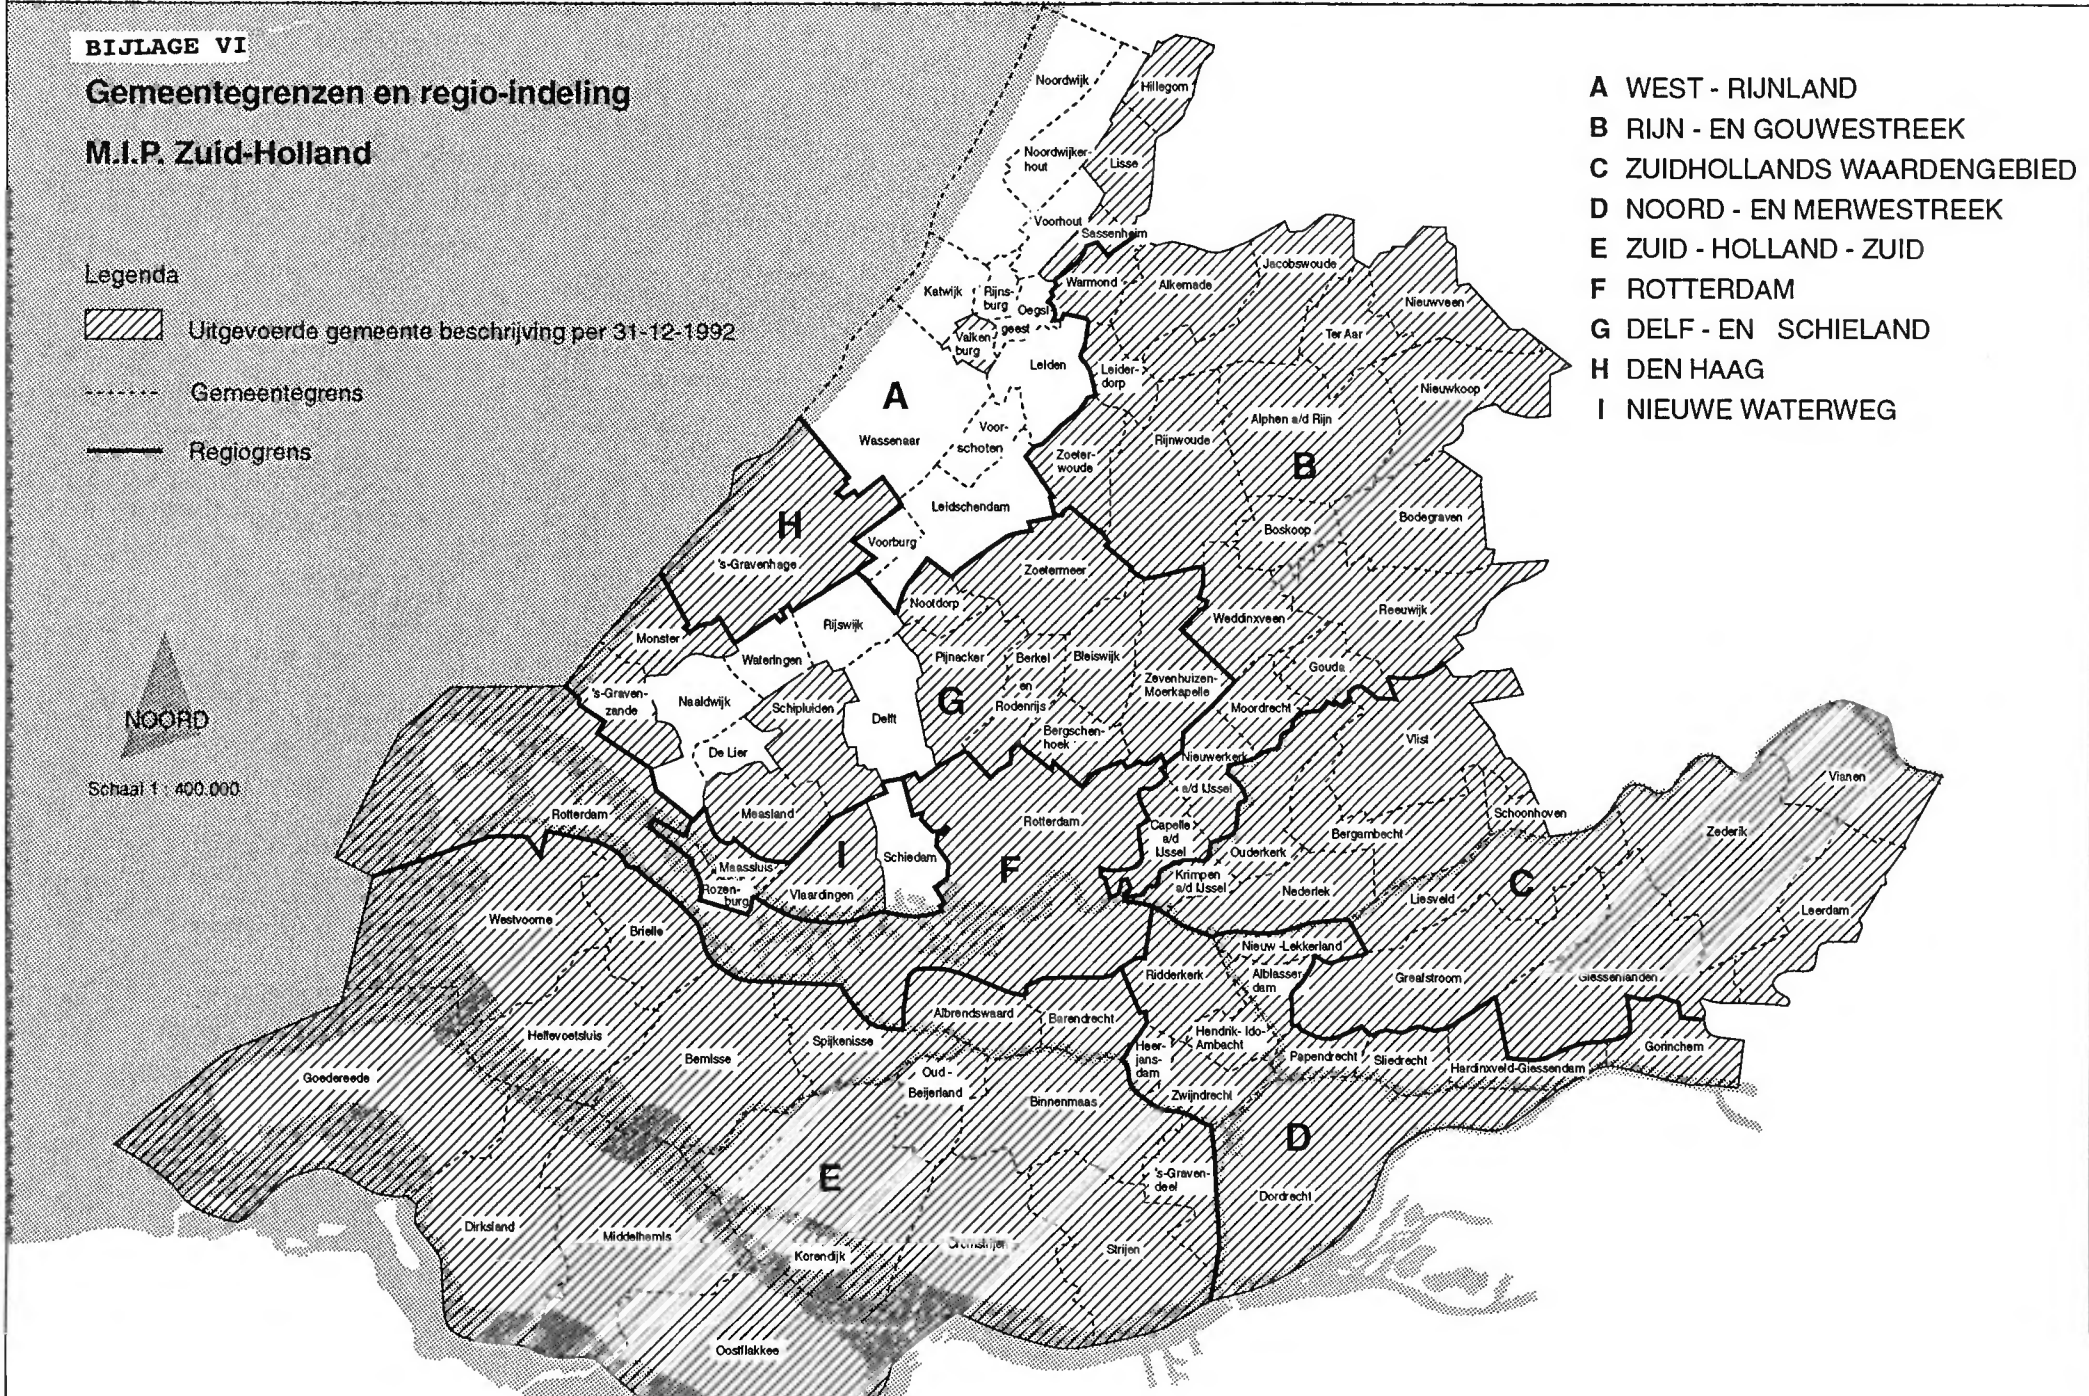 BIJLAGE VI
Gemeentegrenzen en regio-indeling
M.I.P. Zuid-Holland
Legenda
Uitgevoerde gemeente beschrijving per 31-12-1992
Gemeentegrens
Regiogrens
NOORD
Schaal 1 : 400.000
A WEST - RIJNLAND
B RIJN - EN GOUWESTREEK
C ZUIDHOLLANDS WAARDENGEBIED
D NOORD - EN MERWESTREEK
E ZUID - HOLLAND - ZUID
F ROTTERDAM
G DELF - EN SCHIELAND
H DEN HAAG
I NIEUWE WATERWEG
Noordwijk
Hillegom
Noordwijker-
hout
Lisse
Voorhout
Sassenheim
Katwijk
Rijns-
burg
Oegst
geest
Valken
burg
Leiden
Warmond
Alkemade
Jacobswoude
Nieuwveen
Ter Aar
Leider-
dorp
Nieuwkoop
A
Wassenaar
Voor-
schoten
Zoeter-
woude
Rijnwoude
Alphen a/d Rijn
B
Leidschendam
Boskoop
Bodegraven
H
's-Gravenhage
Voorburg
Zoetermeer
Nootdorp
Weddinxveen
Reeuwijk
Monster
Rijswijk
Wateringen
Pijnacker
Berkel
en
Rodenrijs
Bleiswijk
Zevenhuizen-
Moerkapelle
Gouda
's-Graven-
zande
Naaldwijk
Schipluiden
Delft
G
Bergschen-
hoek
Moordrecht
De Lier
Nieuwerkerk
a/d IJssel
Vlist
Vianen
Rotterdam
Maasland
Rotterdam
Capelle
a/d
IJssel
Bergambacht
Schoonhoven
Zederik
I
Schiedam
F
Ouderkerk
Maassluis
Rozen-
burg
Vlaardingen
Krimpen
a/d IJssel
Nederlek
Liesveld
C
Leerdam
Westvoorne
Brielle
Nieuw-Lekkerland
Ridderkerk
Alblasser
dam
Graafstroom
Giessenlanden
Albrandswaard
Barendrecht
Hellevoetsluis
Bernisse
Spijkenisse
Heer-
jans-
dam
Hendrik- Ido-
Ambacht
Papendrecht
Sliedrecht
Hardinxveld-Giessendam
Gorinchem
Goedereede
Oud -
Beijerland
Binnenmaas
Zwijndrecht
D
E
's-Graven-
deel
Dordrecht
Dirksland
Middelharnis
Korendijk
Cromstrijen
Strijen
Oostflakkee